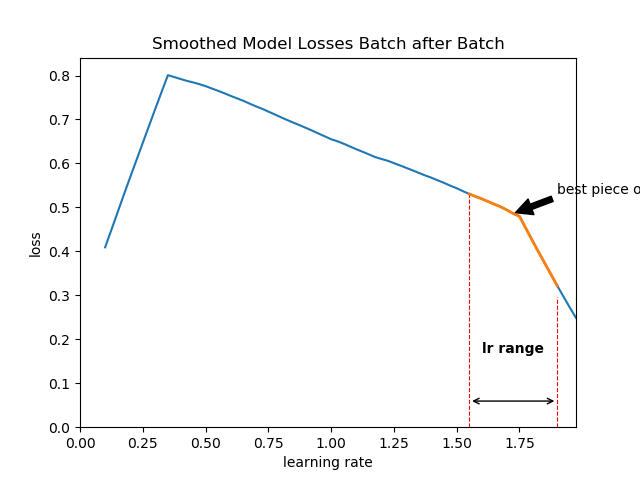 Smoothed Model Losses Batch after Batch
0.8
0.7
0.6
0.5
0.4
0.3
0.2
0.1
0.0
loss
best piece
lr range
0.00 0.25 0.50 0.75 1.00 1.25 1.50 1.75
learning rate